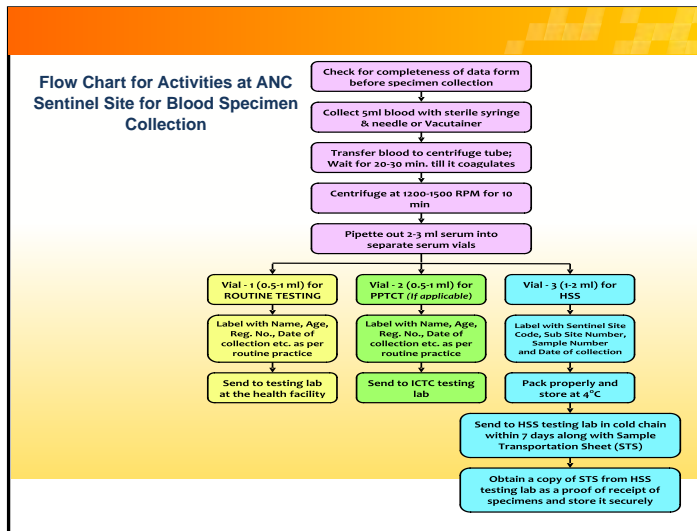 Flow Chart for Activities at ANC
Sentinel Site for Blood Specimen
Collection
Check for completeness of data form
before specimen collection
Collect 5ml blood with sterile syringe
& needle or Vacutainer
Transfer blood to centrifuge tube;
Wait for 20-30 min. till it coagulates
Centrifuge at 1200-1500 RPM for 10
min
Pipette out 2-3 ml serum into
separate serum vials
Vial - 1 (0.5-1 ml) for
ROUTINE TESTING
Label with Name, Age,
Reg. No., Date of
collection etc. as per
routine practice
Send to testing lab
at the health facility
Vial - 2 (0.5-1 ml) for
PPTCT (If applicable)
Label with Name, Age,
Reg. No., Date of
collection etc. as per
routine practice
Send to ICTC testing
lab
Vial - 3 (1-2 ml) for
HSS
Label with Sentinel Site
Code, Sub Site Number,
Sample Number
and Date of collection
Pack properly and
store at 4°C
Send to HSS testing lab in cold chain
within 7 days along with Sample
Transportation Sheet (STS)
Obtain a copy of STS from HSS
testing lab as a proof of receipt of
specimens and store it securely